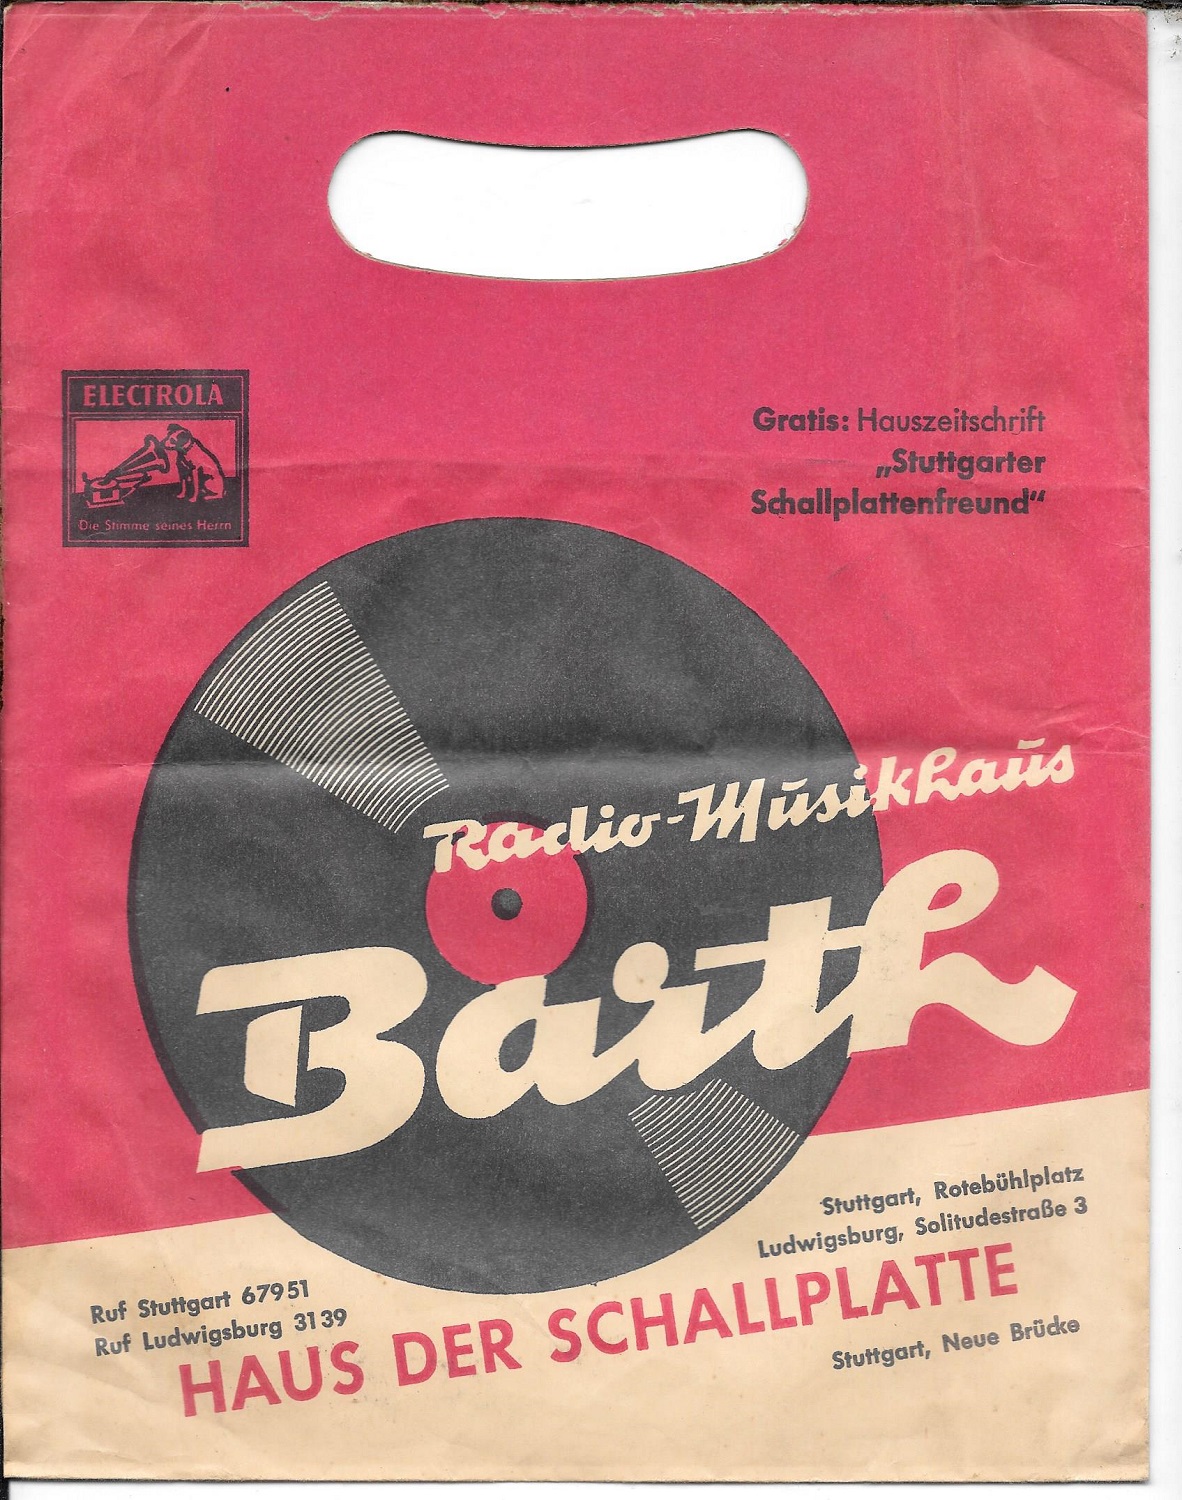 ELECTROLA
Die Stimme seines Herrn
Gratis: Hauszeitschrift
„Stuttgarter
Schallplattenfreund“
Radio-Musikhaus
Barth
Stuttgart, Rotebühlplatz
Ludwigsburg, Solitudestraße 3
Ruf Stuttgart 67951
Ruf Ludwigsburg 3139
HAUS DER SCHALLPLATTE
Stuttgart, Neue Brücke